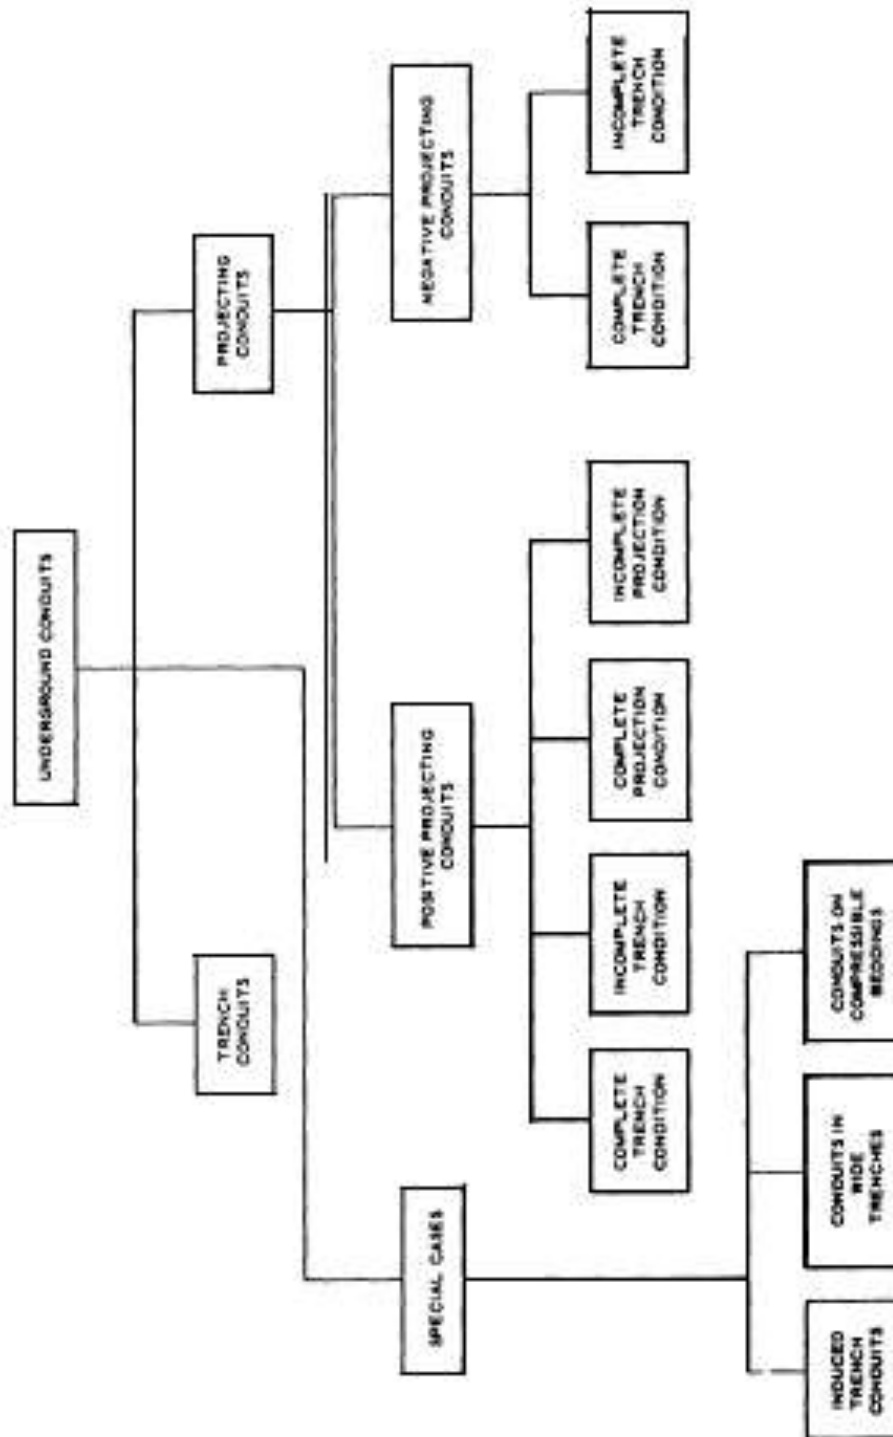 UNDERGROUND CONDUITS
TRENCH
CONDUITS
PROJECTING
CONDUITS
SPECIAL CASES
POSITIVE PROJECTING
CONDUITS
NEGATIVE PROJECTING
CONDUITS
COMPLETE
TRENCH
CONDITION
INCOMPLETE
TRENCH
CONDITION
COMPLETE
PROJECTION
CONDITION
INCOMPLETE
PROJECTION
CONDITION
COMPLETE
TRENCH
CONDITION
INCOMPLETE
TRENCH
CONDITION
INDUCED
TRENCH
CONDUITS
CONDUITS IN
WIDE
TRENCHES
CONDUITS ON
COMPRESSIBLE
BEDDINGS